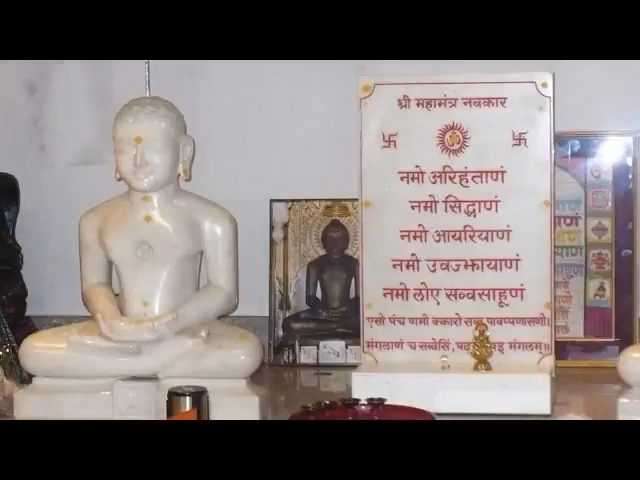 श्री महामंत्र नवकार
नमो अरिहंताणं
नमो सिद्धाणं
नमो आयरियाणं
नमो उवज्झायाणं
नमो लोए सव्वसाहूणं
एसो पंच णमो क्कारो सव्व पावप्पणासणो।
मंगलाणं च सव्वेसिं, मंगलम्॥